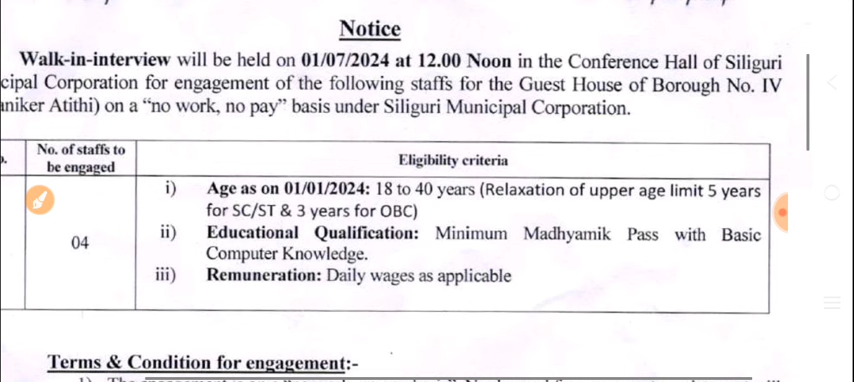 Notice
Walk-in-interview will be held on 01/07/2024 at 12.00 Noon in the Conference Hall of Siliguri
cipal Corporation for engagement of the following staffs for the Guest House of Borough No. IV
niker Atithi) on a “no work, no pay” basis under Siliguri Municipal Corporation.
No. of staffs to
be engaged
Eligibility criteria
04
i) Age as on 01/01/2024: 18 to 40 years (Relaxation of upper age limit 5 years
for SC/ST & 3 years for OBC)
ii) Educational Qualification: Minimum Madhyamik Pass with Basic
Computer Knowledge.
iii) Remuneration: Daily wages as applicable
Terms & Condition for engagement:-